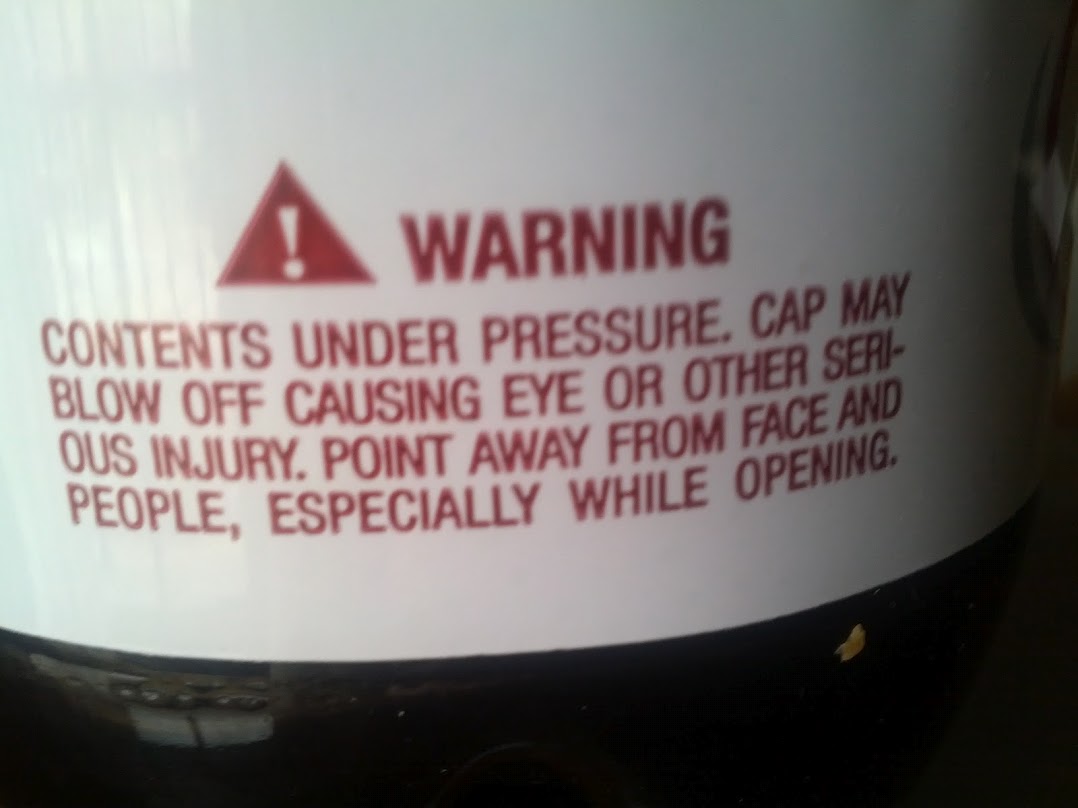 WARNING
CONTENTS UNDER PRESSURE. CAP MAY
BLOW OFF CAUSING EYE OR OTHER SERI-
OUS INJURY. POINT AWAY FROM FACE AND
PEOPLE, ESPECIALLY WHILE OPENING.